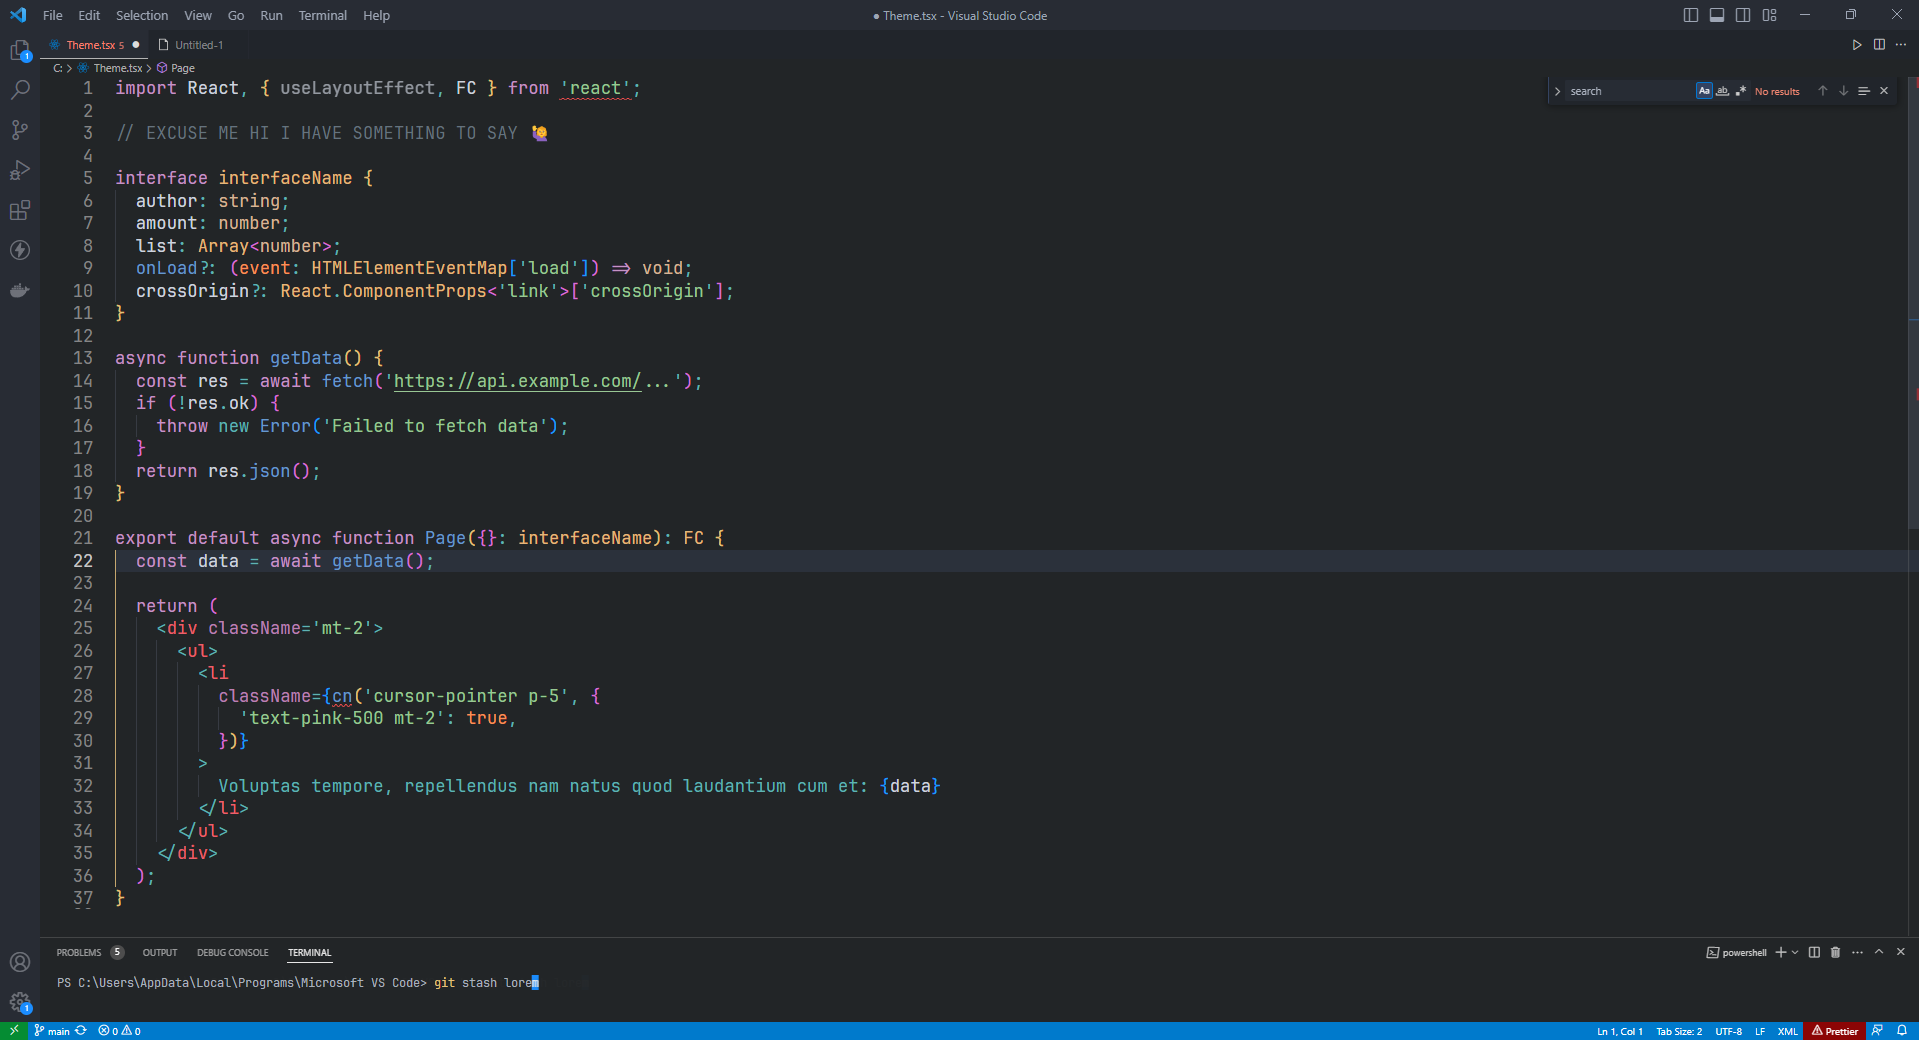 File Edit Selection View Go Run Terminal Help
● Theme.tsx - Visual Studio Code
Theme.tsx 5 ●
Untitled-1
C: > Theme.tsx > Page
search Aa ab .* No results
1 import React, { useLayoutEffect, FC } from 'react';
2
3 // EXCUSE ME HI I HAVE SOMETHING TO SAY 🙋
4
5 interface interfaceName {
6 author: string;
7 amount: number;
8 list: Array<number>;
9 onLoad?: (event: HTMLElementEventMap['load']) => void;
10 crossOrigin?: React.ComponentProps<'link'>['crossOrigin'];
11 }
12
13 async function getData() {
14 const res = await fetch('https://api.example.com/...');
15 if (!res.ok) {
16 throw new Error('Failed to fetch data');
17 }
18 return res.json();
19 }
20
21 export default async function Page({}: interfaceName): FC {
22 const data = await getData();
23
24 return (
25 <div className='mt-2'>
26 <ul>
27 <li
28 className={cn('cursor-pointer p-5', {
29 'text-pink-500 mt-2': true,
30 })}
31 >
32 Voluptas tempore, repellendus nam natus quod laudantium cum et: {data}
33 </li>
34 </ul>
35 </div>
36 );
37 }
PROBLEMS 5 OUTPUT DEBUG CONSOLE TERMINAL
powershell
PS C:\Users\AppData\Local\Programs\Microsoft VS Code> git stash lorem
main 0 0
Ln 1, Col 1 Tab Size: 2 UTF-8 LF XML Prettier